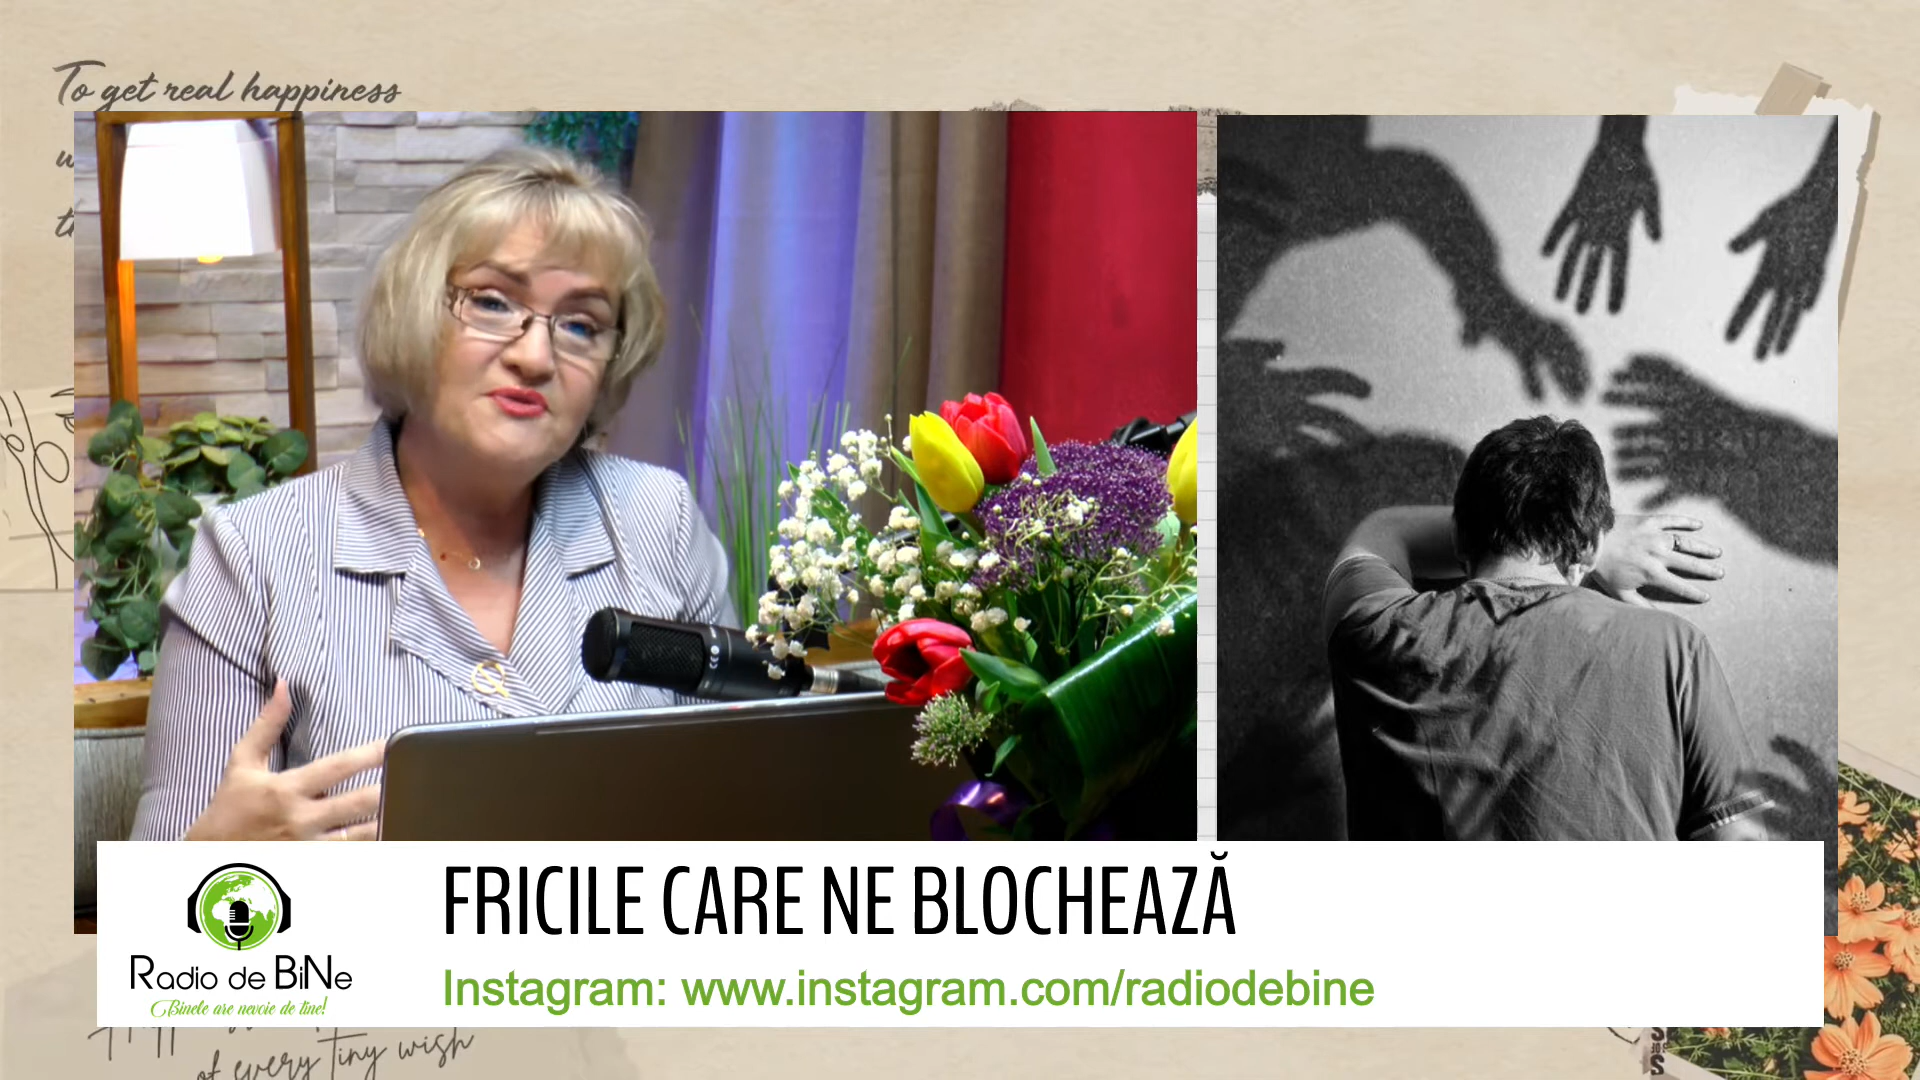 To get real happiness
FRICILE CARE NE BLOCHEAZĂ
Instagram: www.instagram.com/radiodebine
Radio de BiNe
Binele are nevoie de tine!
of every tiny wish